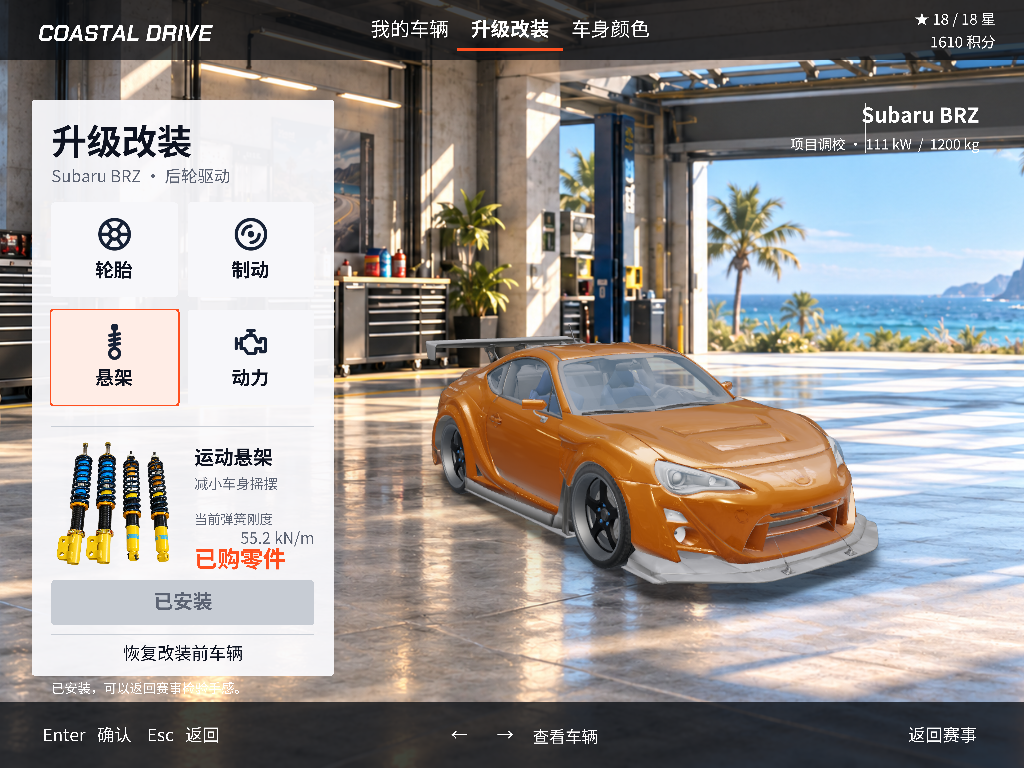 COASTAL DRIVE
我的车辆 升级改装 车身颜色
★ 18 / 18 星
1610 积分
Subaru BRZ
项目调校 · 111 kW / 1200 kg
升级改装
Subaru BRZ · 后轮驱动
轮胎 制动
悬架 动力
运动悬架
减小车身摇摆
当前弹簧刚度
55.2 kN/m
已购零件
已安装
恢复改装前车辆
已安装，可以返回赛事检验手感。
Enter 确认 Esc 返回
← → 查看车辆
返回赛事